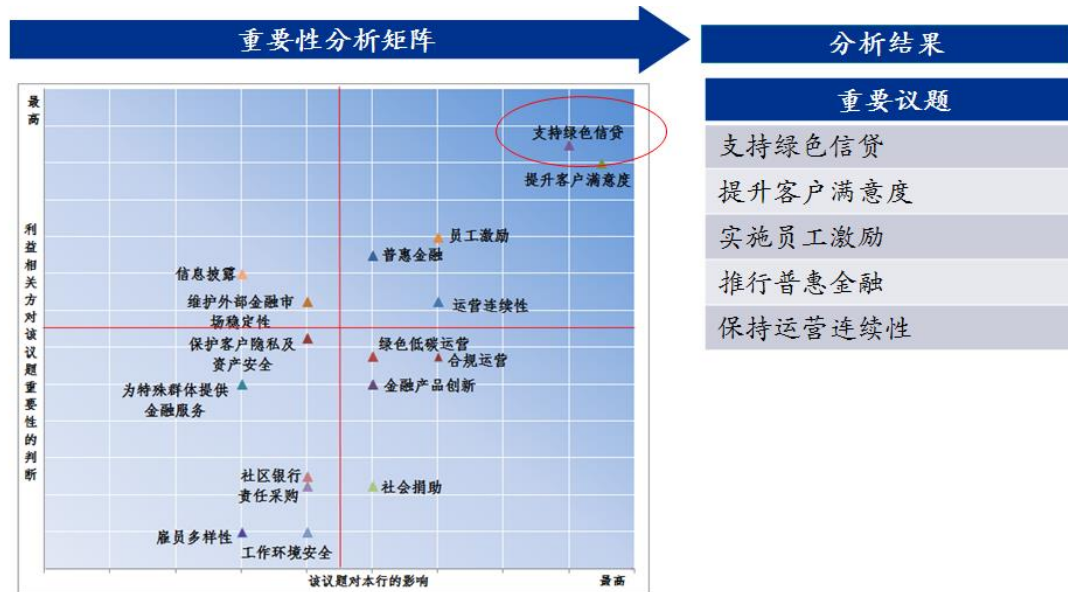 重要性分析矩阵
分析结果
重要议题
支持绿色信贷
提升客户满意度
实施员工激励
推行普惠金融
保持运营连续性
最高
利益相关方对该议题重要性的判断
支持绿色信贷
提升客户满意度
员工激励
普惠金融
信息披露
维护外部金融市
场稳定性
运营连续性
保护客户隐私及
资产安全
绿色低碳运营
合规运营
为特殊群体提供
金融服务
金融产品创新
社区银行
责任采购
社会捐助
雇员多样性
工作环境安全
该议题对本行的影响
最高